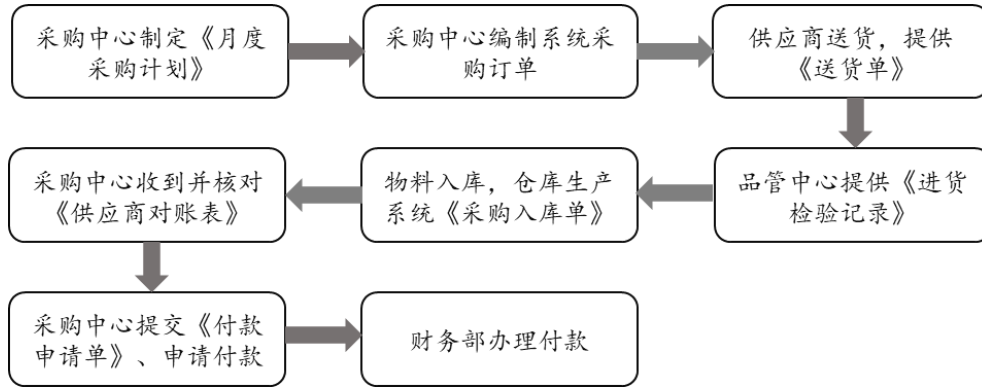 采购中心制定《月度
采购计划》
采购中心编制系统采
购订单
供应商送货，提供
《送货单》
品管中心提供《进货
检验记录》
物料入库，仓库生产
系统《采购入库单》
采购中心收到并核对
《供应商对账表》
采购中心提交《付款
申请单》、申请付款
财务部办理付款